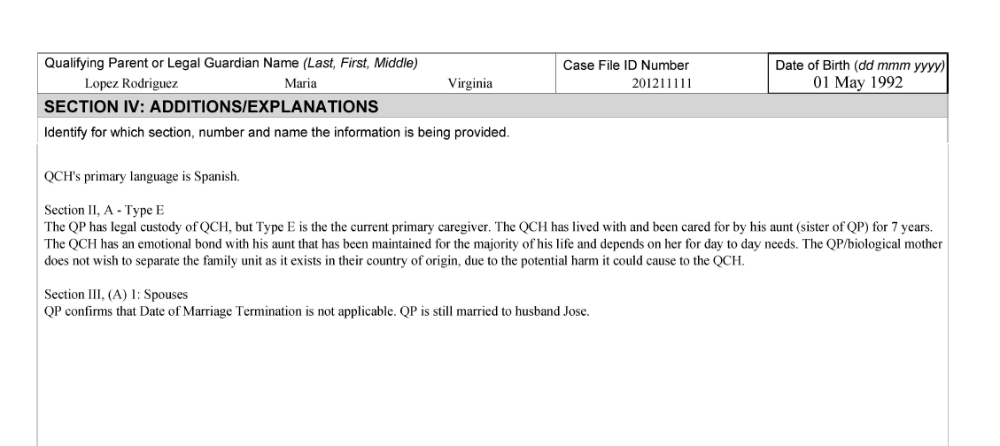 Qualifying Parent or Legal Guardian Name (Last, First, Middle)
Lopez Rodriguez Maria Virginia
Case File ID Number
201211111
Date of Birth (dd mmm yyyy)
01 May 1992
SECTION IV: ADDITIONS/EXPLANATIONS
Identify for which section, number and name the information is being provided.
QCH's primary language is Spanish.
Section II, A - Type E
The QP has legal custody of QCH, but Type E is the the current primary caregiver. The QCH has lived with and been cared for by his aunt (sister of QP) for 7 years.
The QCH has an emotional bond with his aunt that has been maintained for the majority of his life and depends on her for day to day needs. The QP/biological mother
does not wish to separate the family unit as it exists in their country of origin, due to the potential harm it could cause to the QCH.
Section III, (A) 1: Spouses
QP confirms that Date of Marriage Termination is not applicable. QP is still married to husband Jose.